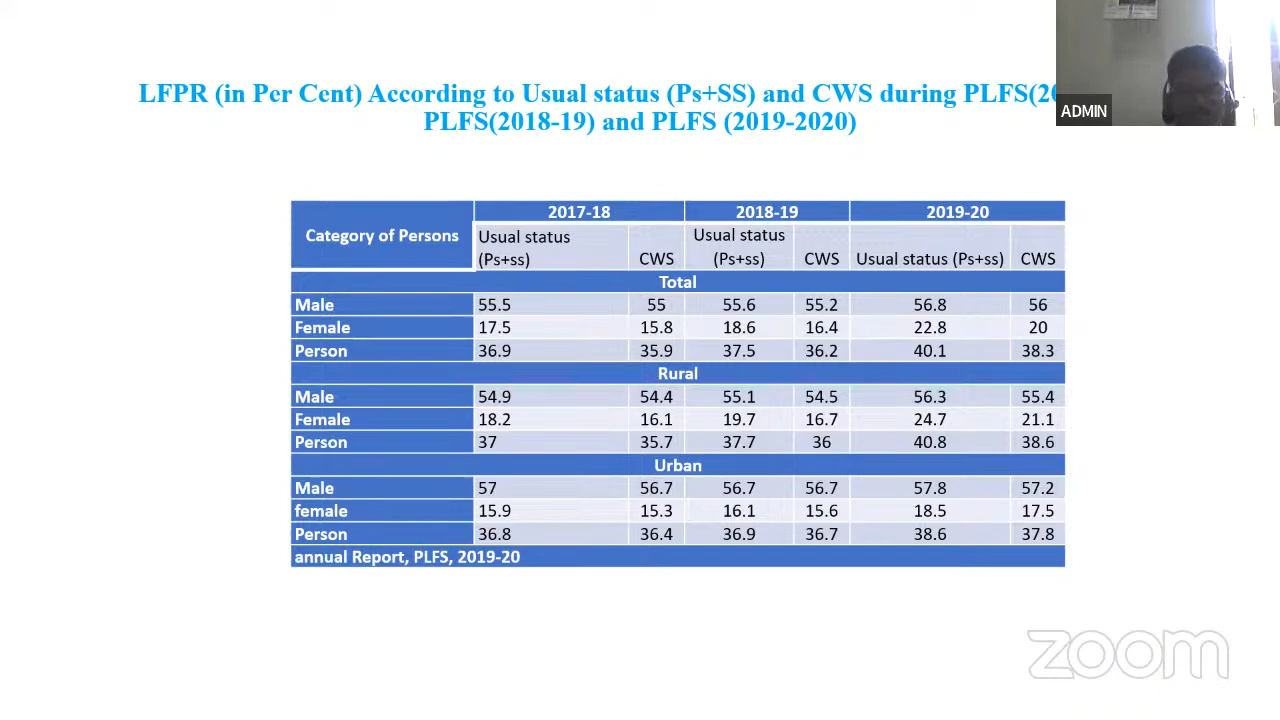 LFPR (in Per Cent) According to Usual status (Ps+SS) and CWS during
PLFS(2018-19) and PLFS (2019-2020)
ADMIN
Category of Persons 2017-18 2018-19 2019-20
Usual status (Ps+ss) CWS Usual status (Ps+ss) CWS Usual status (Ps+ss) CWS
Total
Male 55.5 55 55.6 55.2 56.8 56
Female 17.5 15.8 18.6 16.4 22.8 20
Person 36.9 35.9 37.5 36.2 40.1 38.3
Rural
Male 54.9 54.4 55.1 54.5 56.3 55.4
Female 18.2 16.1 19.7 16.7 24.7 21.1
Person 37 35.7 37.7 36 40.8 38.6
Urban
Male 57 56.7 56.7 56.7 57.8 57.2
female 15.9 15.3 16.1 15.6 18.5 17.5
Person 36.8 36.4 36.9 36.7 38.6 37.8
annual Report, PLFS, 2019-20
zoom